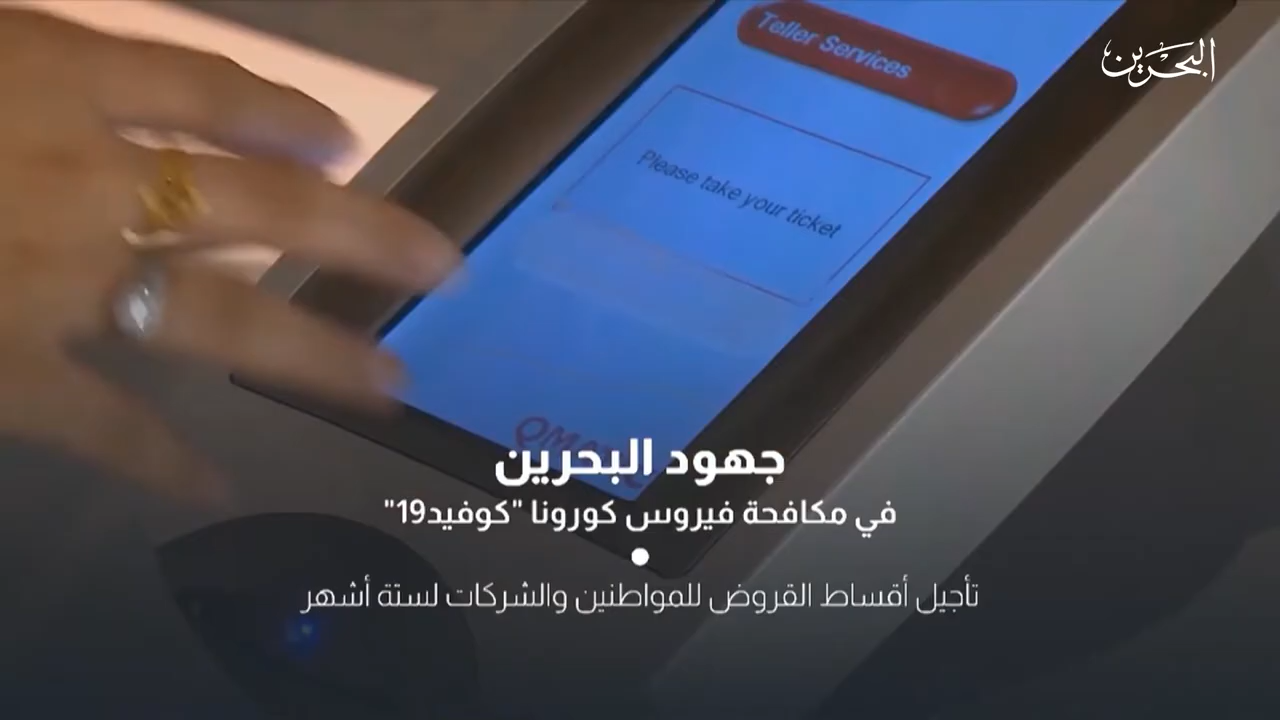 البحرين
Teller Services
Please take your ticket
جهود البحرين
في مكافحة فيروس كورونا "كوفيد19"
تأجيل أقساط القروض للمواطنين والشركات لستة أشهر